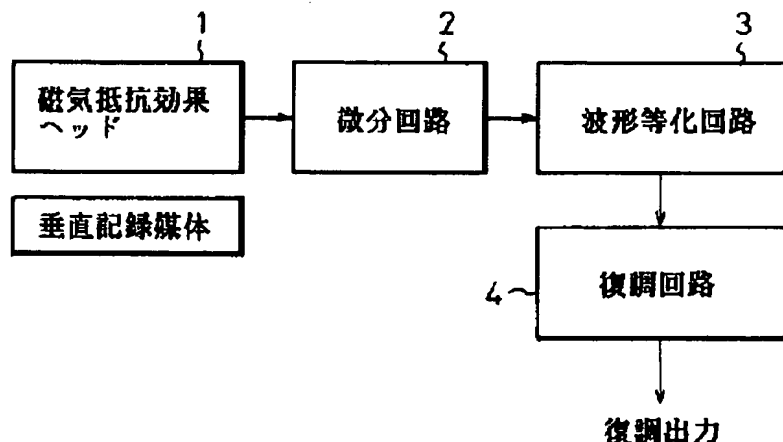 1
磁気抵抗効果
ヘッド
2
微分回路
3
波形等化回路
垂直記録媒体
4
復調回路
復調出力